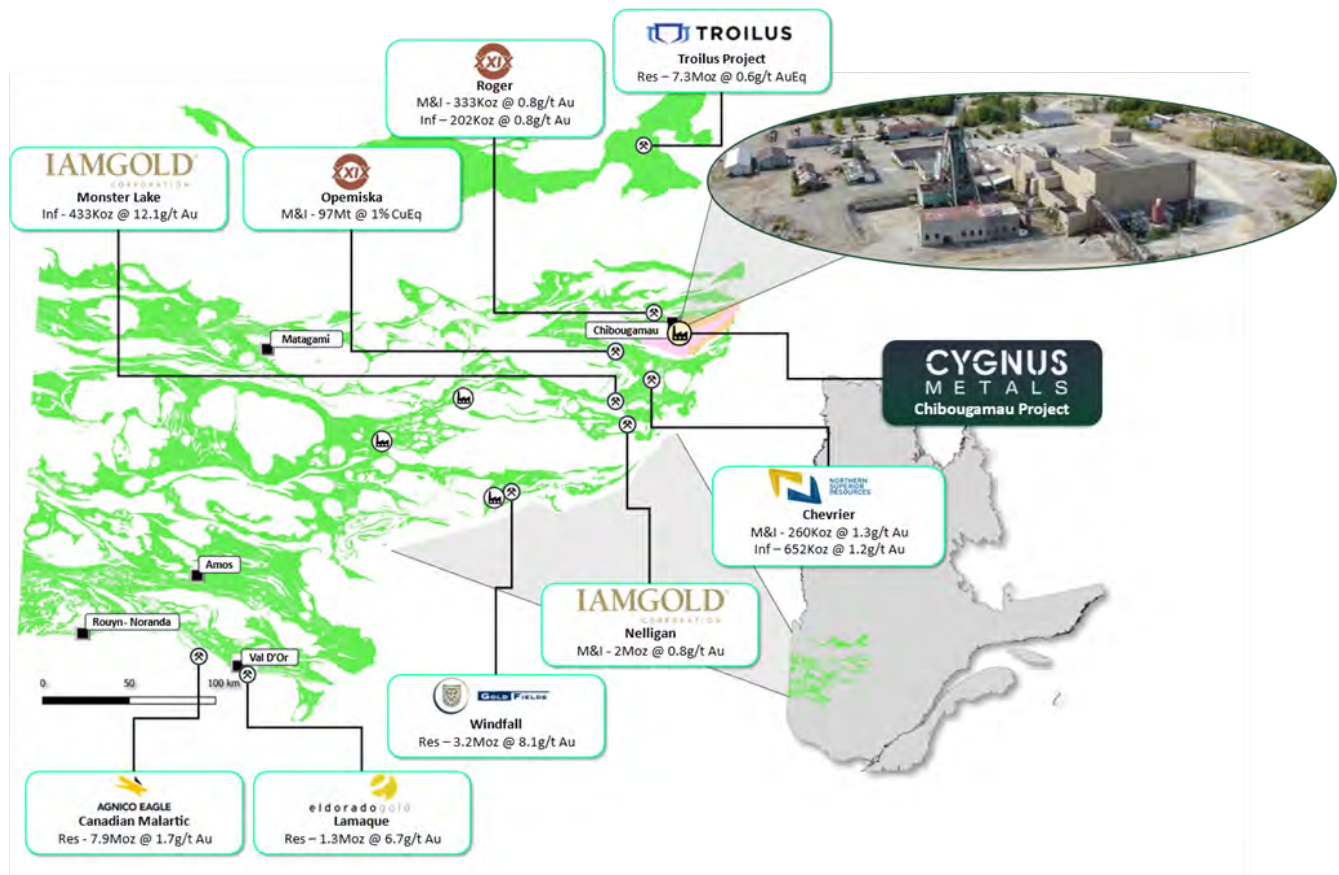 TROILUS
Troilus Project
Res – 7.3Moz @ 0.6g/t AuEq
XXI
Roger
M&I - 333Koz @ 0.8g/t Au
Inf – 202Koz @ 0.8g/t Au
IAMGOLD
CORPORATION
Monster Lake
Inf - 433Koz @ 12.1g/t Au
XXI
Opemiska
M&I - 97Mt @ 1% CuEq
Matagami
Chibougamau
CYGNUS
METALS
Chibougamau Project
NORTHERN
SUPERIOR
RESOURCES
Chevrier
M&I - 260Koz @ 1.3g/t Au
Inf – 652Koz @ 1.2g/t Au
Amos
Rouyn- Noranda
Val D'Or
0 50 100 km
IAMGOLD
CORPORATION
Nelligan
M&I - 2Moz @ 0.8g/t Au
GOLD FIELDS
Windfall
Res – 3.2Moz @ 8.1g/t Au
AGNICO EAGLE
Canadian Malartic
Res - 7.9Moz @ 1.7g/t Au
eldoradogold
Lamaque
Res – 1.3Moz @ 6.7g/t Au